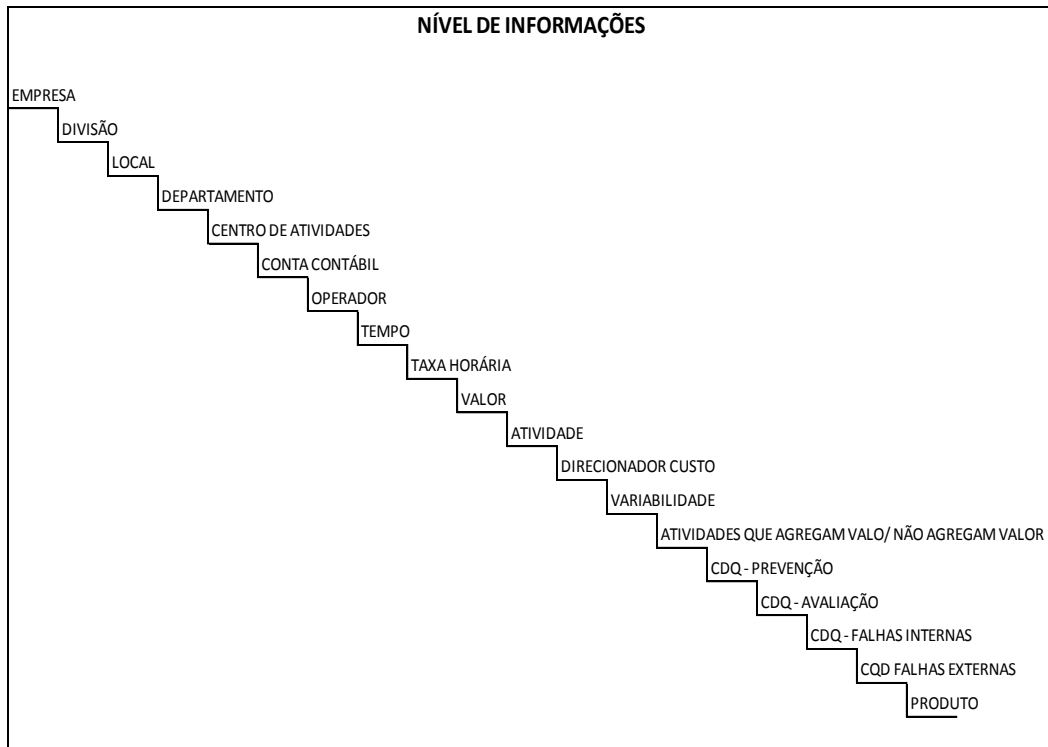 NÍVEL DE INFORMAÇÕES
EMPRESA
DIVISÃO
LOCAL
DEPARTAMENTO
CENTRO DE ATIVIDADES
CONTA CONTÁBIL
OPERADOR
TEMPO
TAXA HORÁRIA
VALOR
ATIVIDADE
DIRECIONADOR CUSTO
VARIABILIDADE
ATIVIDADES QUE AGREGAM VALO/ NÃO AGREGAM VALOR
CDQ - PREVENÇÃO
CDQ - AVALIAÇÃO
CDQ - FALHAS INTERNAS
CQD FALHAS EXTERNAS
PRODUTO